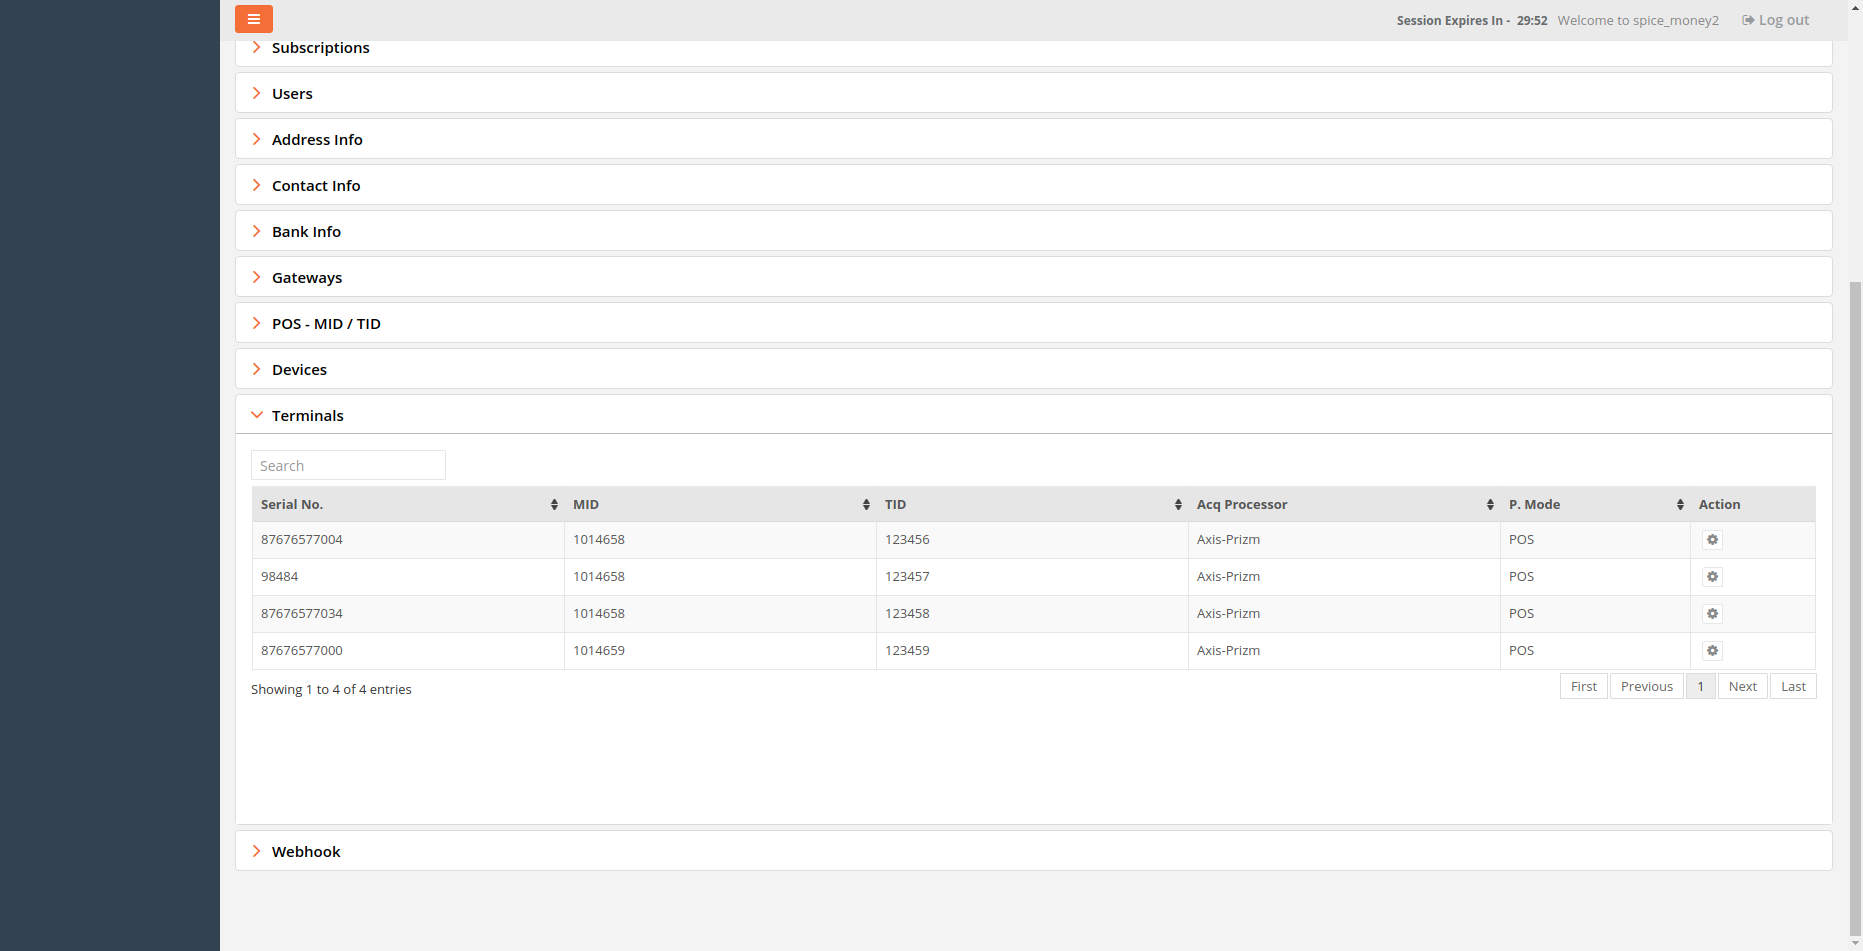 Session Expires In - 29:52 Welcome to spice_money2 Log out
Subscriptions
Users
Address Info
Contact Info
Bank Info
Gateways
POS - MID / TID
Devices
Terminals
Search
Serial No. MID TID Acq Processor P. Mode Action
87676577004 1014658 123456 Axis-Prizm POS
98484 1014658 123457 Axis-Prizm POS
87676577034 1014658 123458 Axis-Prizm POS
87676577000 1014659 123459 Axis-Prizm POS
Showing 1 to 4 of 4 entries First Previous 1 Next Last
Webhook